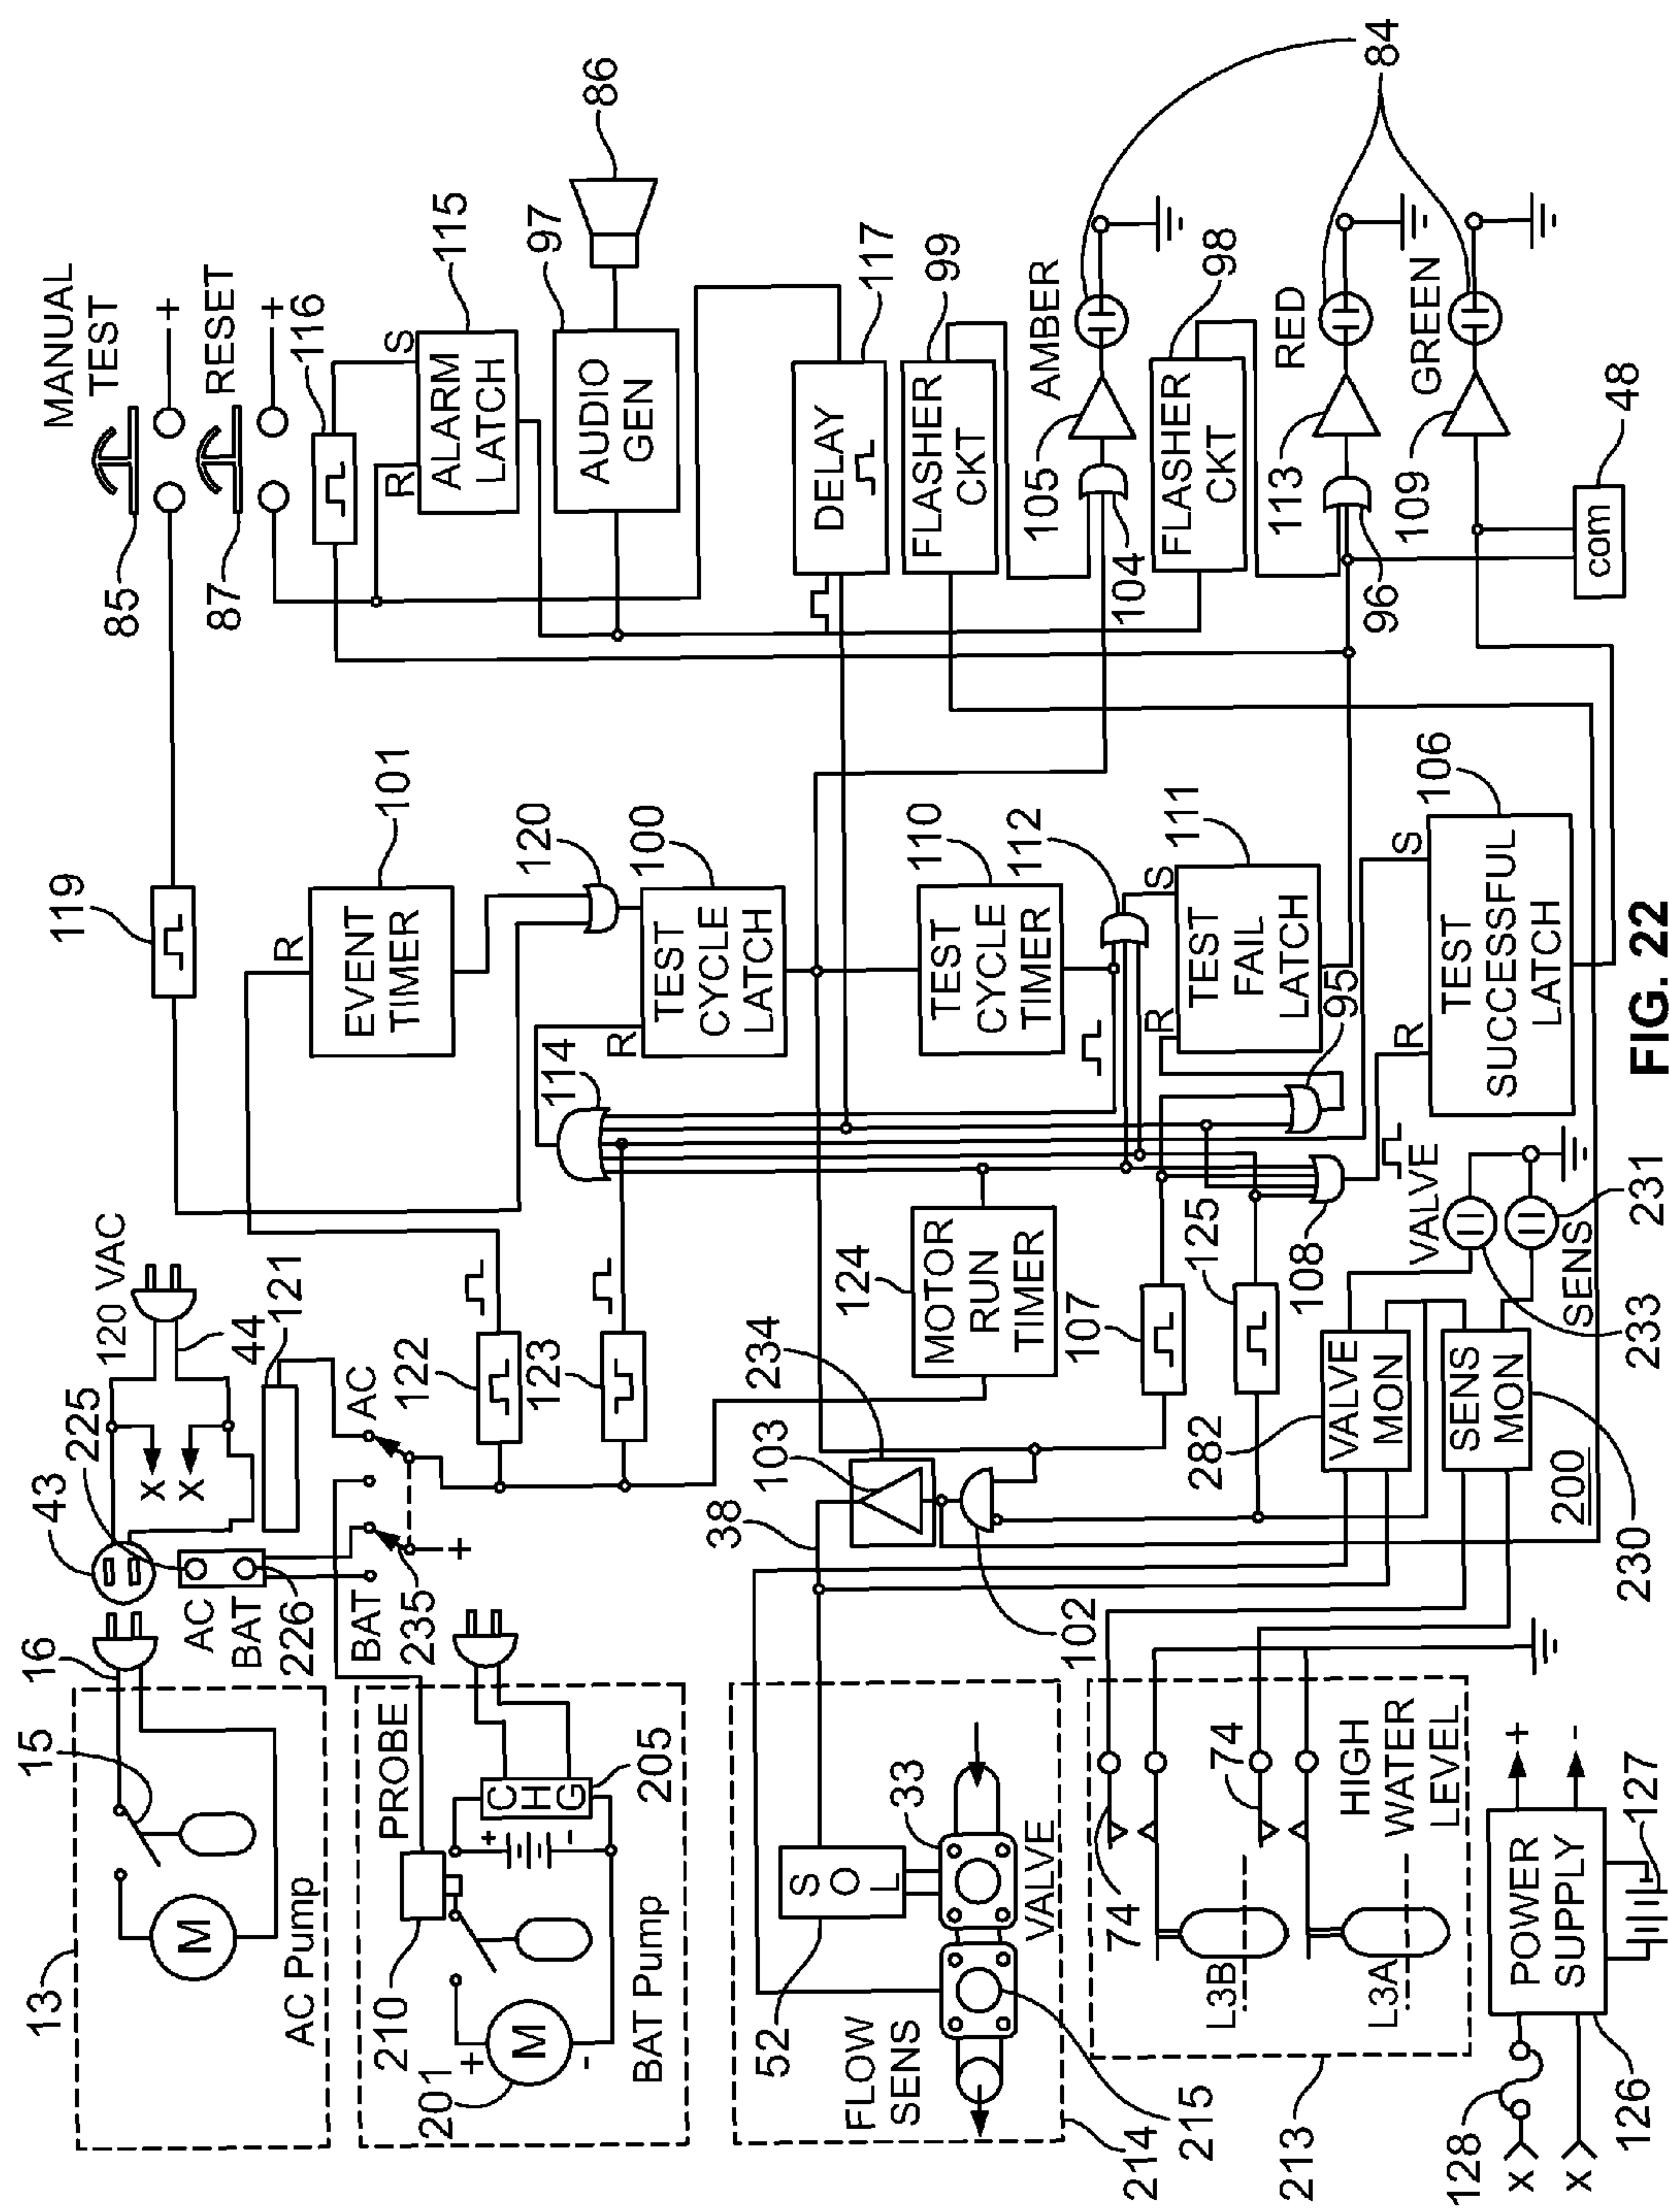 13
15
16
43
225
120 VAC
44
121
X
X
AC
BAT
226
BAT
235
AC
+
M
AC Pump
PROBE
210
201
+
-
M
+
-
CHG
205
BAT Pump
122
123
119
R
EVENT
TIMER
101
120
MANUAL
TEST
+
85
RESET
+
87
116
S
R
ALARM
LATCH
115
AUDIO
GEN
97
86
114
R
TEST
CYCLE
LATCH
100
DELAY
117
FLASHER
CKT
99
AMBER
105
104
84
38
103
234
MOTOR
RUN
TIMER
124
TEST
CYCLE
TIMER
110
112
FLASHER
CKT
98
RED
113
96
SOL
52
33
VALVE
FLOW
SENS
215
214
102
107
125
108
95
R
S
TEST
FAIL
LATCH
111
GREEN
109
com
48
74
74
L3B
L3A
HIGH
WATER
LEVEL
213
282
VALVE
MON
SENS
MON
230
200
VALVE
233
SENS
231
R
S
TEST
SUCCESSFUL
LATCH
106
POWER
SUPPLY
+
-
127
128
126
X
X
FIG. 22